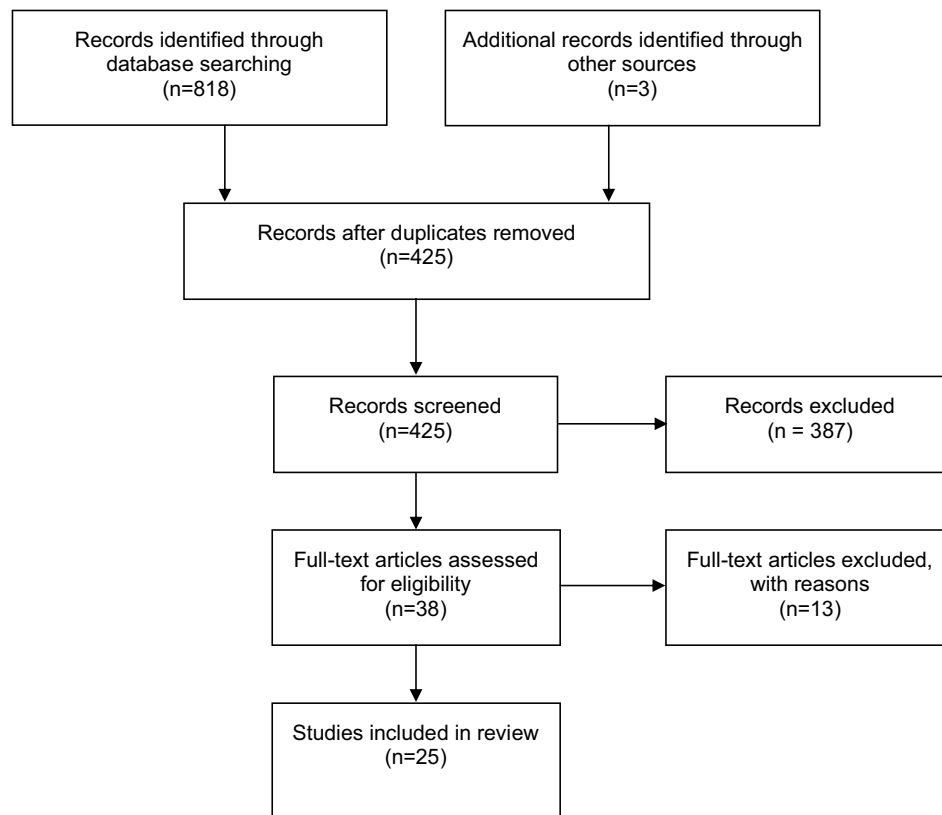 Records identified through
database searching
(n=818)
Additional records identified through
other sources
(n=3)
Records after duplicates removed
(n=425)
Records screened
(n=425)
Records excluded
(n = 387)
Full-text articles assessed
for eligibility
(n=38)
Full-text articles excluded,
with reasons
(n=13)
Studies included in review
(n=25)